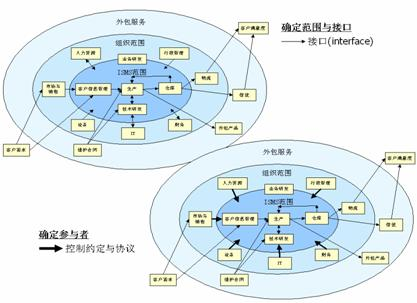 外包服务
组织范围
ISMS范围
业务研发
人力资源
行政管理
市场与
销售
客户信息管理
生产
仓库
物流
技术研发
信贷
客户满意度
客户需求
设备
维护合同
IT
财务
外包产品
确定范围与接口
接口(interface)
外包服务
组织范围
ISMS范围
业务研发
人力资源
行政管理
市场与
销售
客户信息管理
生产
仓库
物流
技术研发
客户满意度
客户需求
设备
维护合同
IT
财务
外包产品
确定参与者
控制约定与协议